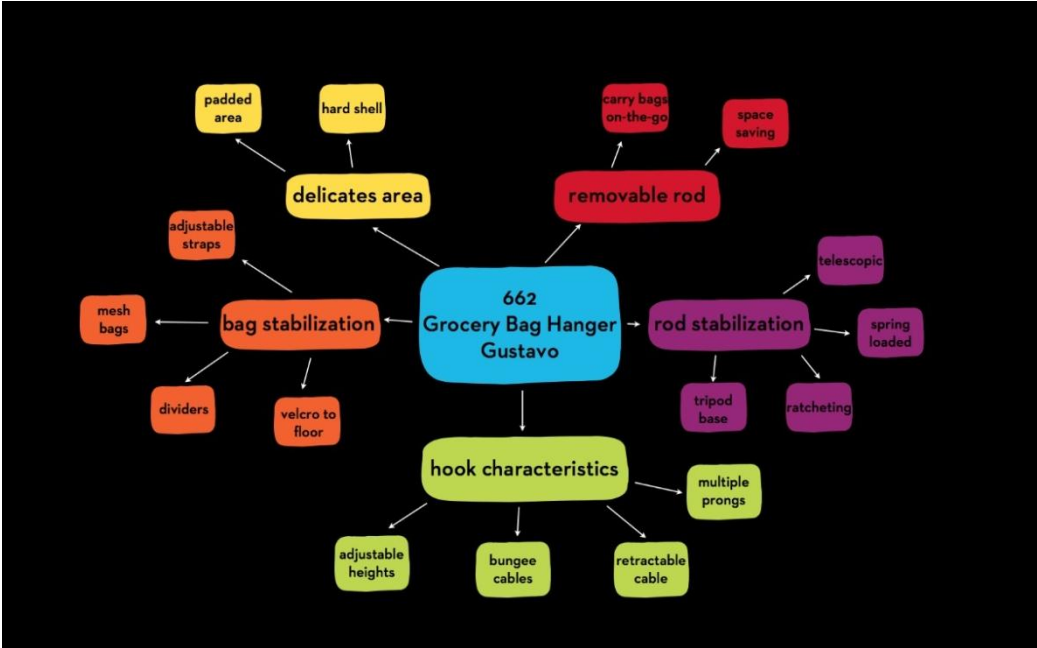 662
Grocery Bag Hanger
Gustavo
delicates area
padded
area
hard shell
removable rod
carry bags
on-the-go
space
saving
bag stabilization
adjustable
straps
mesh
bags
dividers
velcro to
floor
rod stabilization
telescopic
spring
loaded
tripod
base
ratcheting
hook characteristics
multiple
prongs
adjustable
heights
bungee
cables
retractable
cable